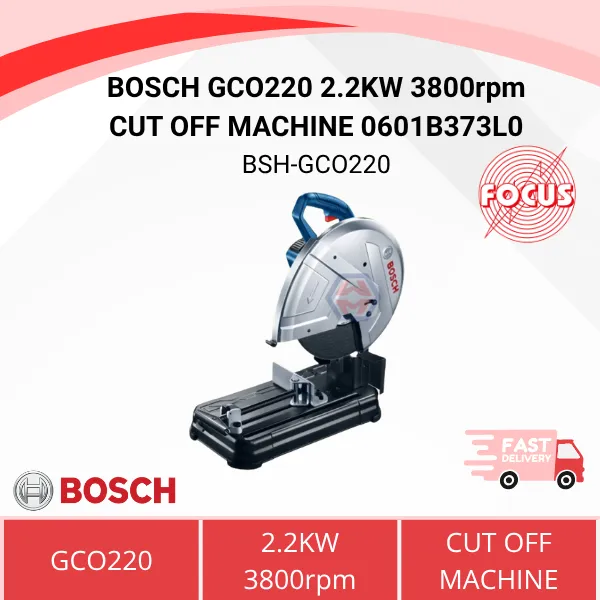 BOSCH GCO220 2.2KW 3800rpm
CUT OFF MACHINE 0601B373L0
BSH-GCO220
FOCUS
BOSCH
FAST
DELIVERY
BOSCH
GCO220
2.2KW
3800rpm
CUT OFF
MACHINE